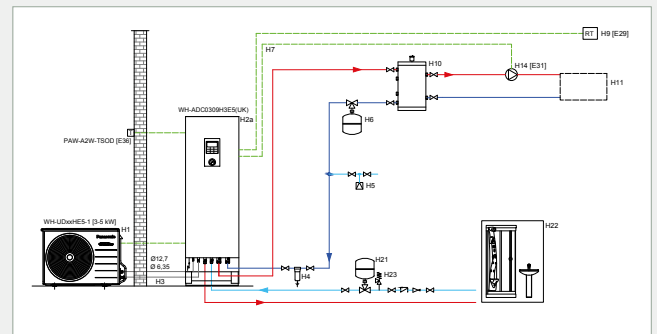 RT
H9 [E29]
H7
H10
H14 [E31]
H11
WH-ADC0309H3E5(UK)
H2a
T
PAW-A2W-TSOD [E36]
H6
H5
WH-UDxxHE5-1 [3-5 kW]
H1
Panasonic
Ø12,7
Ø 6,35
H3
H4
H21
H23
H22